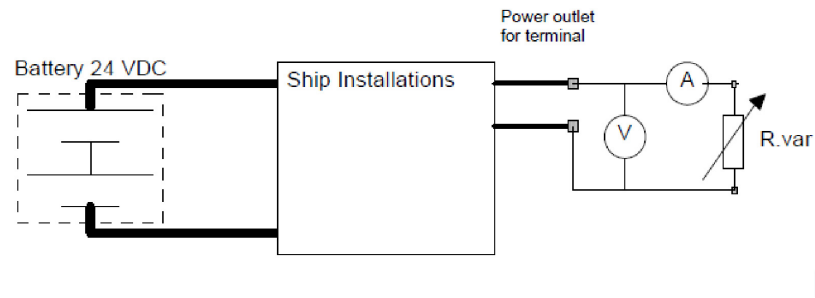 Power outlet
for terminal
Battery 24 VDC
Ship Installations
A
V
R.var